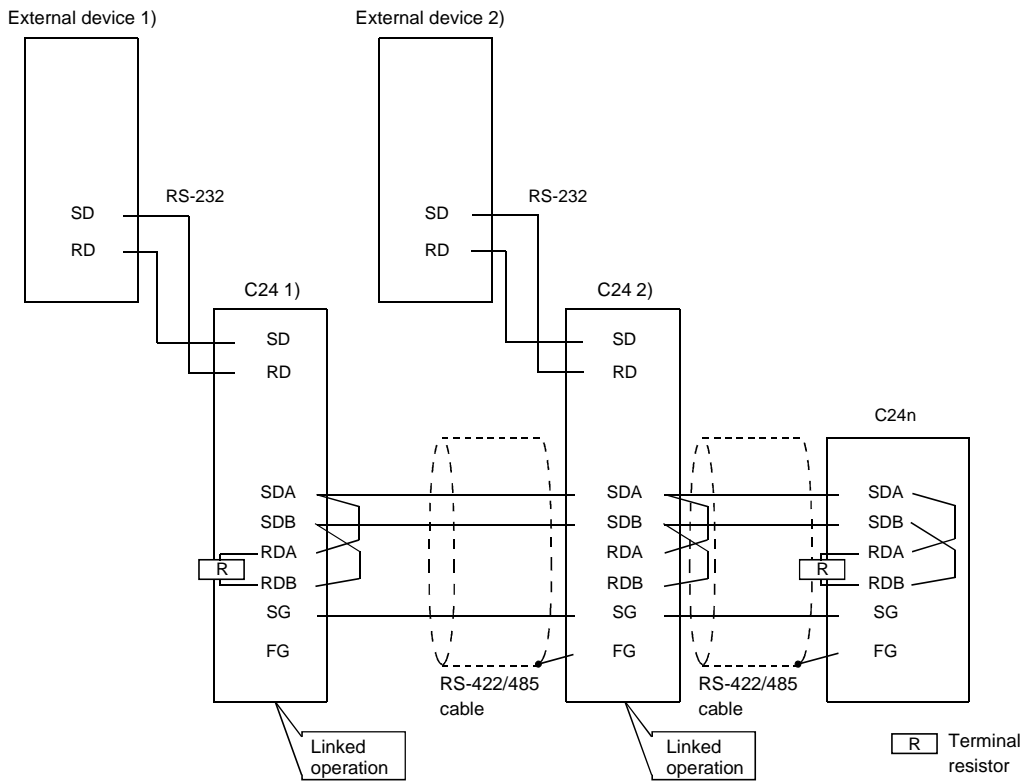 External device 1)
External device 2)
RS-232
SD
RD
RS-232
SD
RD
C24 1)
C24 2)
SD
RD
SD
RD
C24n
SDA
SDB
RDA
RDB
SG
FG
R
SDA
SDB
RDA
RDB
SG
FG
SDA
SDB
RDA
RDB
SG
FG
R
RS-422/485
cable
RS-422/485
cable
Linked
operation
Linked
operation
R Terminal
resistor